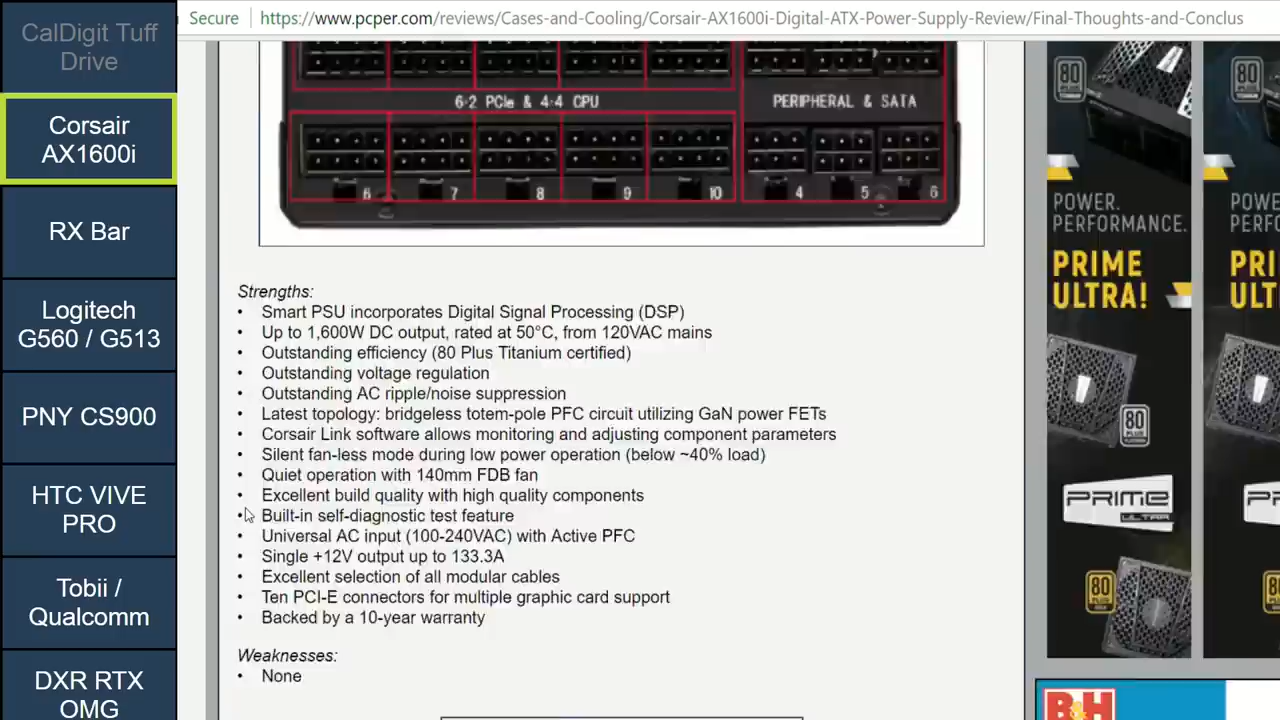 CalDigit Tuff
Drive
Corsair
AX1600i
RX Bar
Logitech
G560 / G513
PNY CS900
HTC VIVE
PRO
Tobii /
Qualcomm
DXR RTX
OMG
Secure
https://www.pcper.com/reviews/Cases-and-Cooling/Corsair-AX1600i-Digital-ATX-Power-Supply-Review/Final-Thoughts-and-Conclus
6+2 PCIe & 4+4 CPU
PERIPHERAL & SATA
6 7 8 9 10 4 5 6
Strengths:
• Smart PSU incorporates Digital Signal Processing (DSP)
• Up to 1,600W DC output, rated at 50°C, from 120VAC mains
• Outstanding efficiency (80 Plus Titanium certified)
• Outstanding voltage regulation
• Outstanding AC ripple/noise suppression
• Latest topology: bridgeless totem-pole PFC circuit utilizing GaN power FETs
• Corsair Link software allows monitoring and adjusting component parameters
• Silent fan-less mode during low power operation (below ~40% load)
• Quiet operation with 140mm FDB fan
• Excellent build quality with high quality components
• Built-in self-diagnostic test feature
• Universal AC input (100-240VAC) with Active PFC
• Single +12V output up to 133.3A
• Excellent selection of all modular cables
• Ten PCI-E connectors for multiple graphic card support
• Backed by a 10-year warranty
Weaknesses:
• None
80
POWER.
PERFORMANCE.
PRIME
ULTRA!
80
PRIME
ULTRA
80
B&H
80
POWE
PERF
PRI
ULT
80